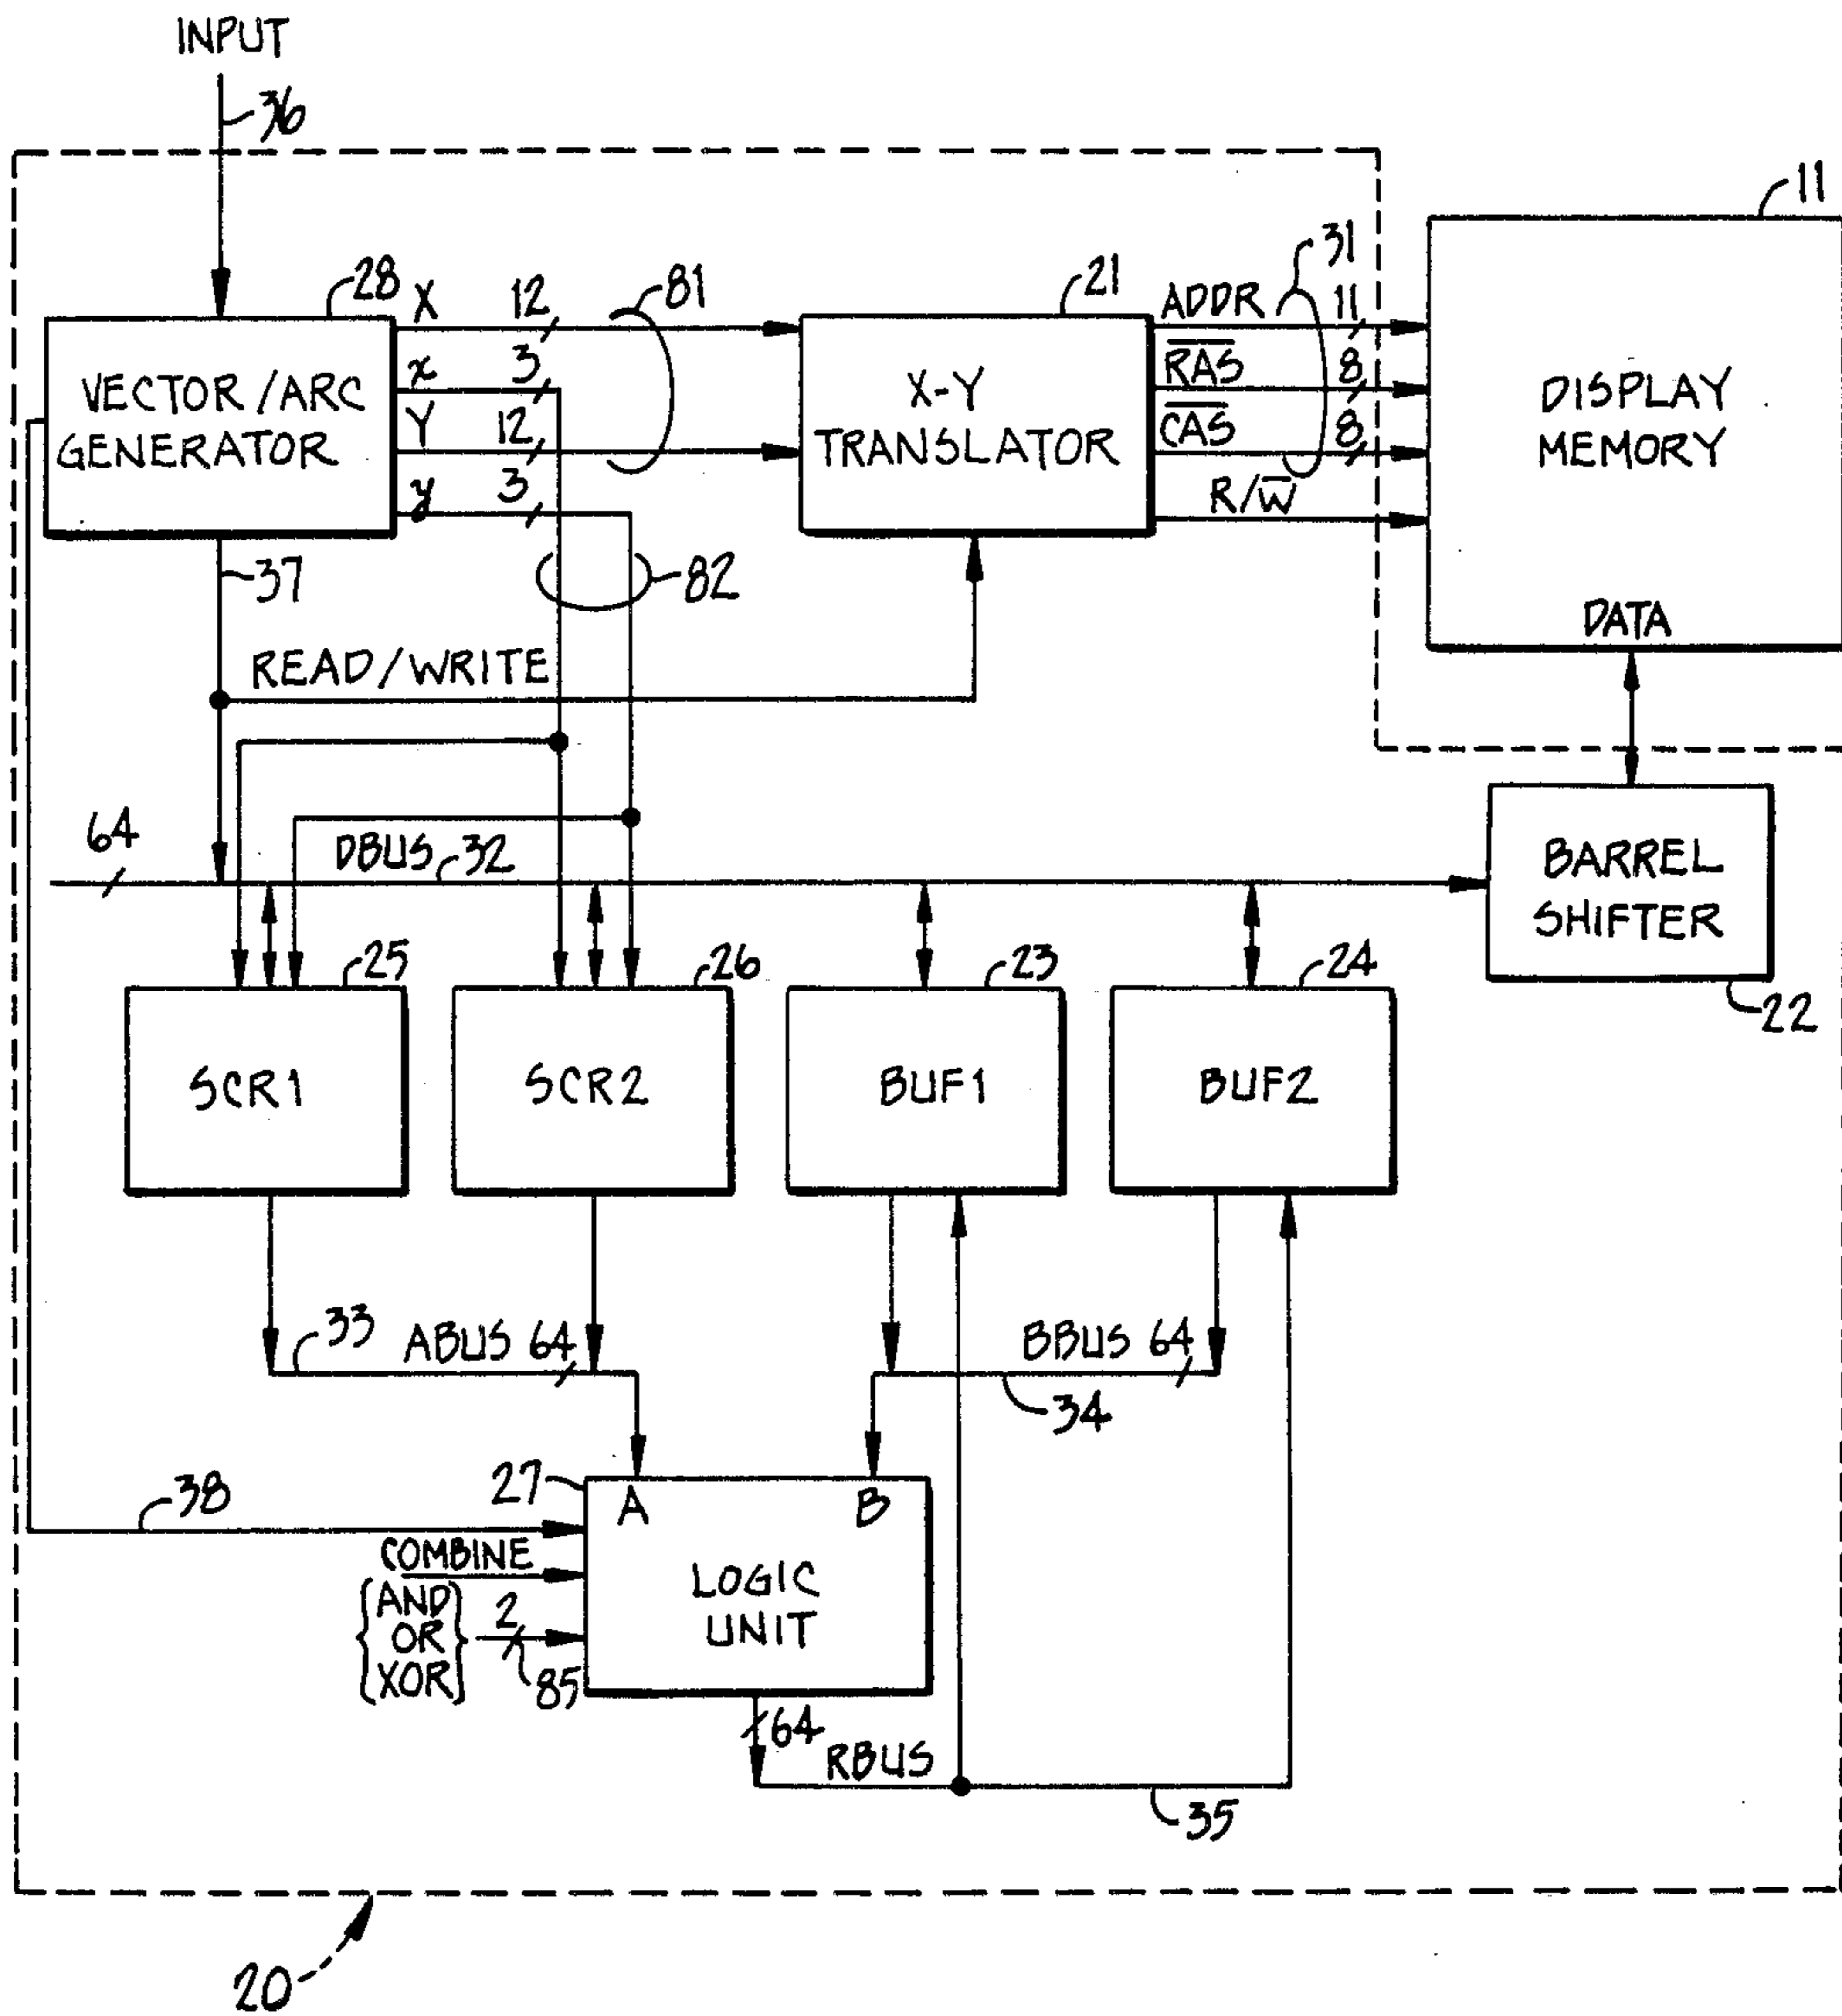 INPUT
36
11
28
X 12
81
21
ADDR
31
11
x 3
R̅A̅S̅ 8
VECTOR/ARC
GENERATOR
Y 12
X-Y
TRANSLATOR
C̅A̅S̅ 8
DISPLAY
MEMORY
y 3
R/W̅
37
82
DATA
READ/WRITE
64
DBUS 32
BARREL
SHIFTER
22
25
26
23
24
SCR1
SCR2
BUF1
BUF2
33
ABUS 64
BBUS 64
34
38
27
A
B
COMBINE
AND
OR
XOR
2
85
LOGIC
UNIT
64
RBUS
35
20